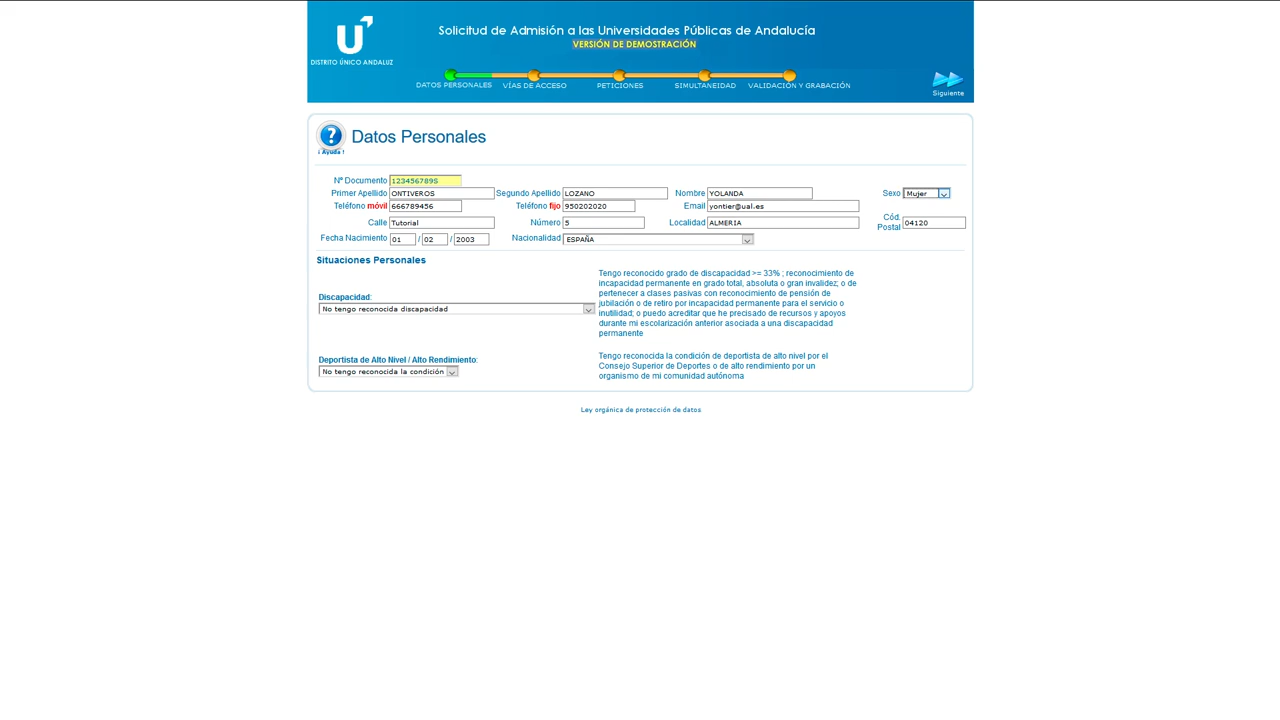 Solicitud de Admisión a las Universidades Públicas de Andalucía
VERSIÓN DE DEMOSTRACIÓN
U
DISTRITO ÚNICO ANDALUZ
DATOS PERSONALES VÍAS DE ACCESO PETICIONES SIMULTANEIDAD VALIDACIÓN Y GRABACIÓN
Siguiente
? Datos Personales
¡ Ayuda !
Nº Documento 123456789S
Primer Apellido ONTIVEROS Segundo Apellido LOZANO Nombre YOLANDA Sexo Mujer
Teléfono móvil 666789456 Teléfono fijo 950202020 Email yontier@ual.es
Calle Tutorial Número 5 Localidad ALMERIA Cód. Postal 04120
Fecha Nacimiento 01 / 02 / 2003 Nacionalidad ESPAÑA
Situaciones Personales
Discapacidad:
No tengo reconocida discapacidad
Tengo reconocido grado de discapacidad >= 33% ; reconocimiento de
incapacidad permanente en grado total, absoluta o gran invalidez; o de
pertenecer a clases pasivas con reconocimiento de pensión de
jubilación o de retiro por incapacidad permanente para el servicio o
inutilidad; o puedo acreditar que he precisado de recursos y apoyos
durante mi escolarización anterior asociada a una discapacidad
permanente
Deportista de Alto Nivel / Alto Rendimiento:
No tengo reconocida la condición
Tengo reconocida la condición de deportista de alto nivel por el
Consejo Superior de Deportes o de alto rendimiento por un
organismo de mi comunidad autónoma
Ley orgánica de protección de datos